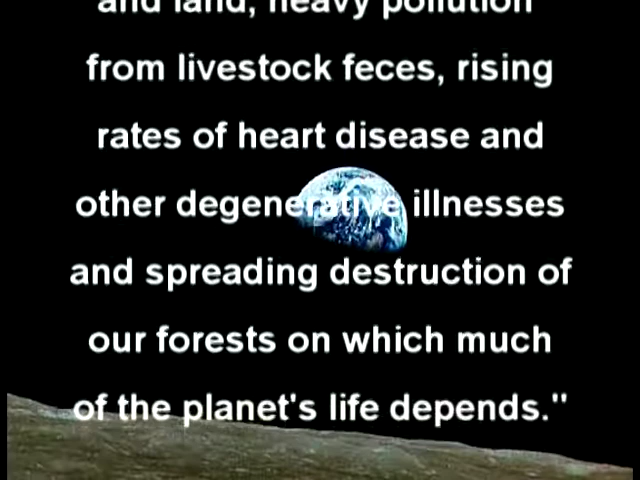 and land, heavy pollution
from livestock feces, rising
rates of heart disease and
other degenerative illnesses
and spreading destruction of
our forests on which much
of the planet's life depends."